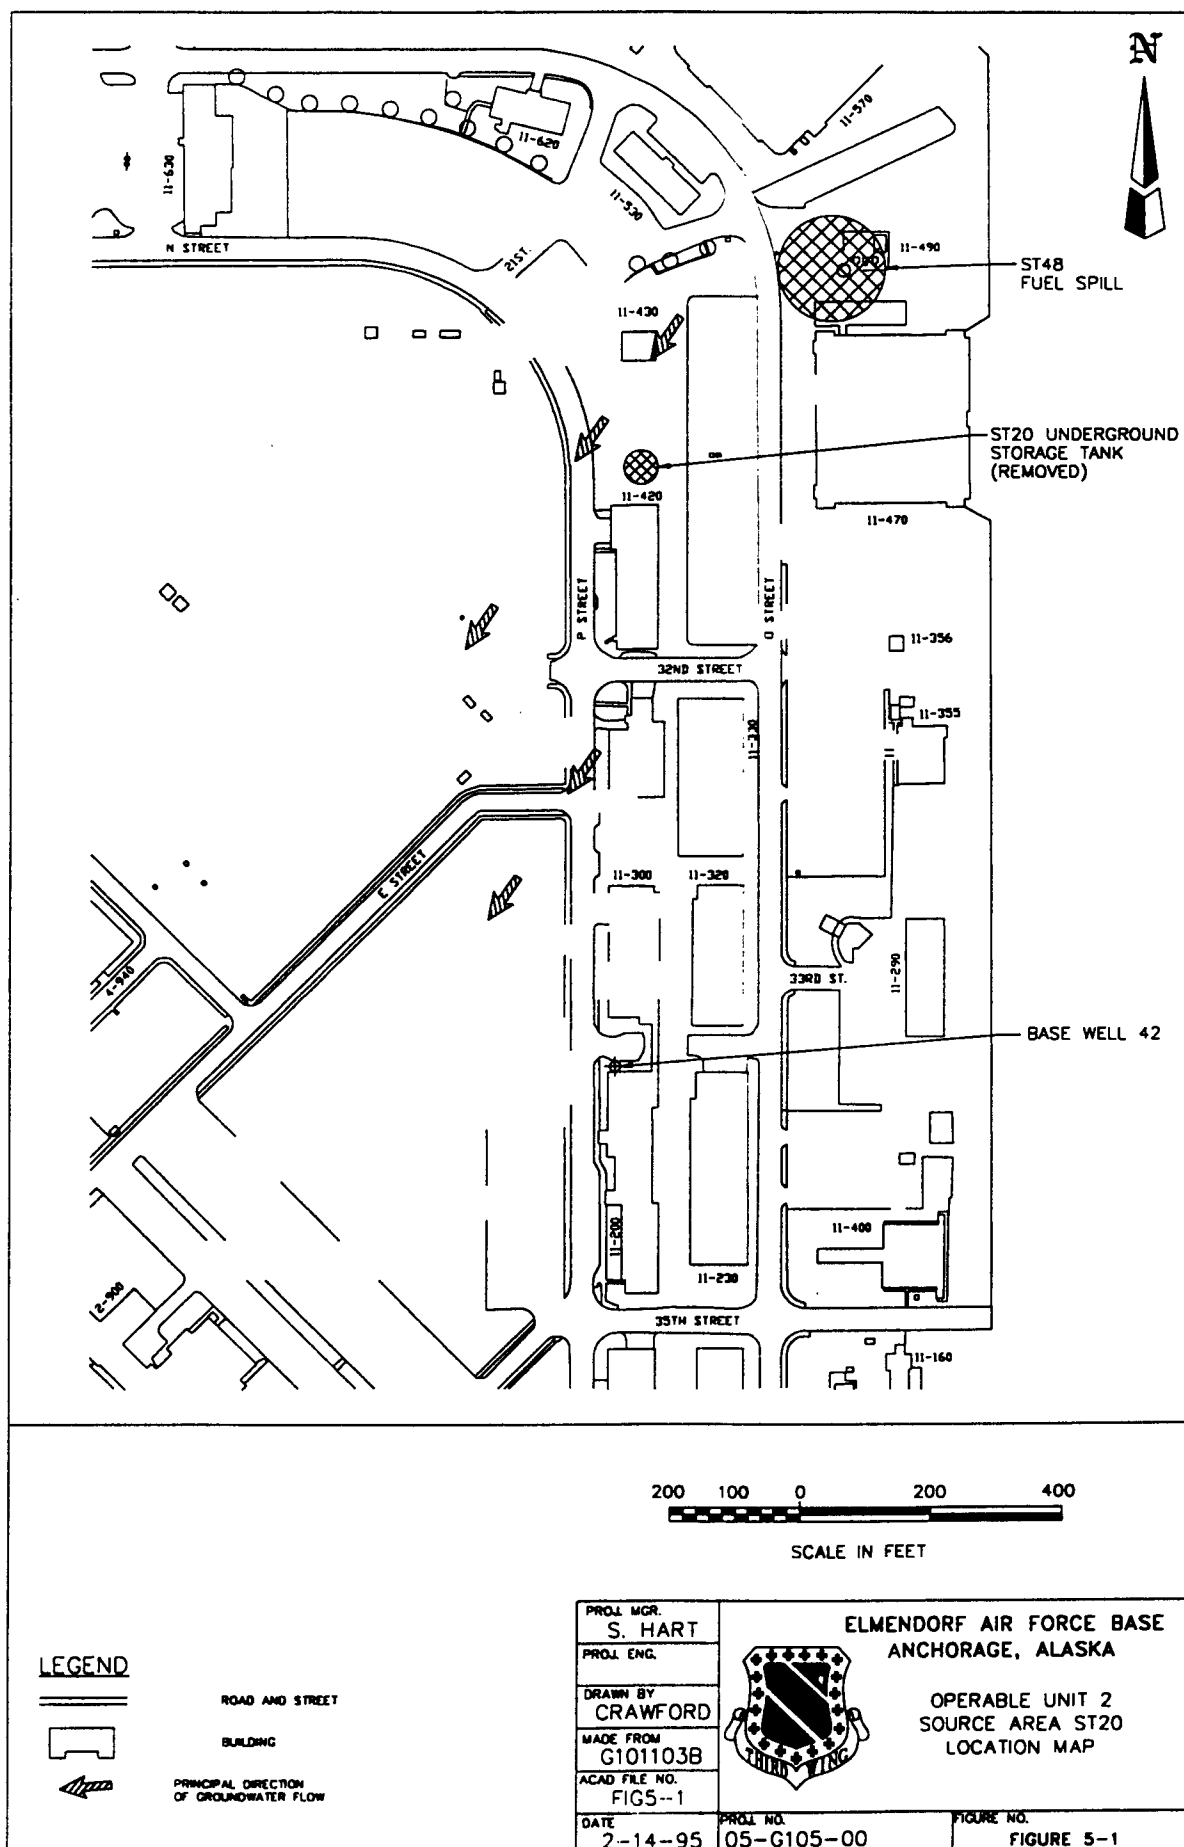 N
11-570
11-620
11-630
11-530
N STREET
21ST.
11-490
ST48
FUEL SPILL
11-430
ST20 UNDERGROUND
STORAGE TANK
(REMOVED)
11-420
11-470
P STREET
O STREET
11-356
32ND STREET
11-355
11-330
E STREET
11-300
11-320
4-940
11-290
33RD ST.
BASE WELL 42
11-200
11-400
2-900
11-230
35TH STREET
11-160
200 100 0 200 400
SCALE IN FEET
LEGEND
ROAD AND STREET
BUILDING
PRINCIPAL DIRECTION
OF GROUNDWATER FLOW
PROJ. MGR.
S. HART
PROJ. ENG.
DRAWN BY
CRAWFORD
MADE FROM
G101103B
ACAD FILE NO.
FIG5--1
DATE
2-14-95
THIRD WING
ELMENDORF AIR FORCE BASE
ANCHORAGE, ALASKA
OPERABLE UNIT 2
SOURCE AREA ST20
LOCATION MAP
PROJ. NO.
05-G105-00
FIGURE NO.
FIGURE 5-1